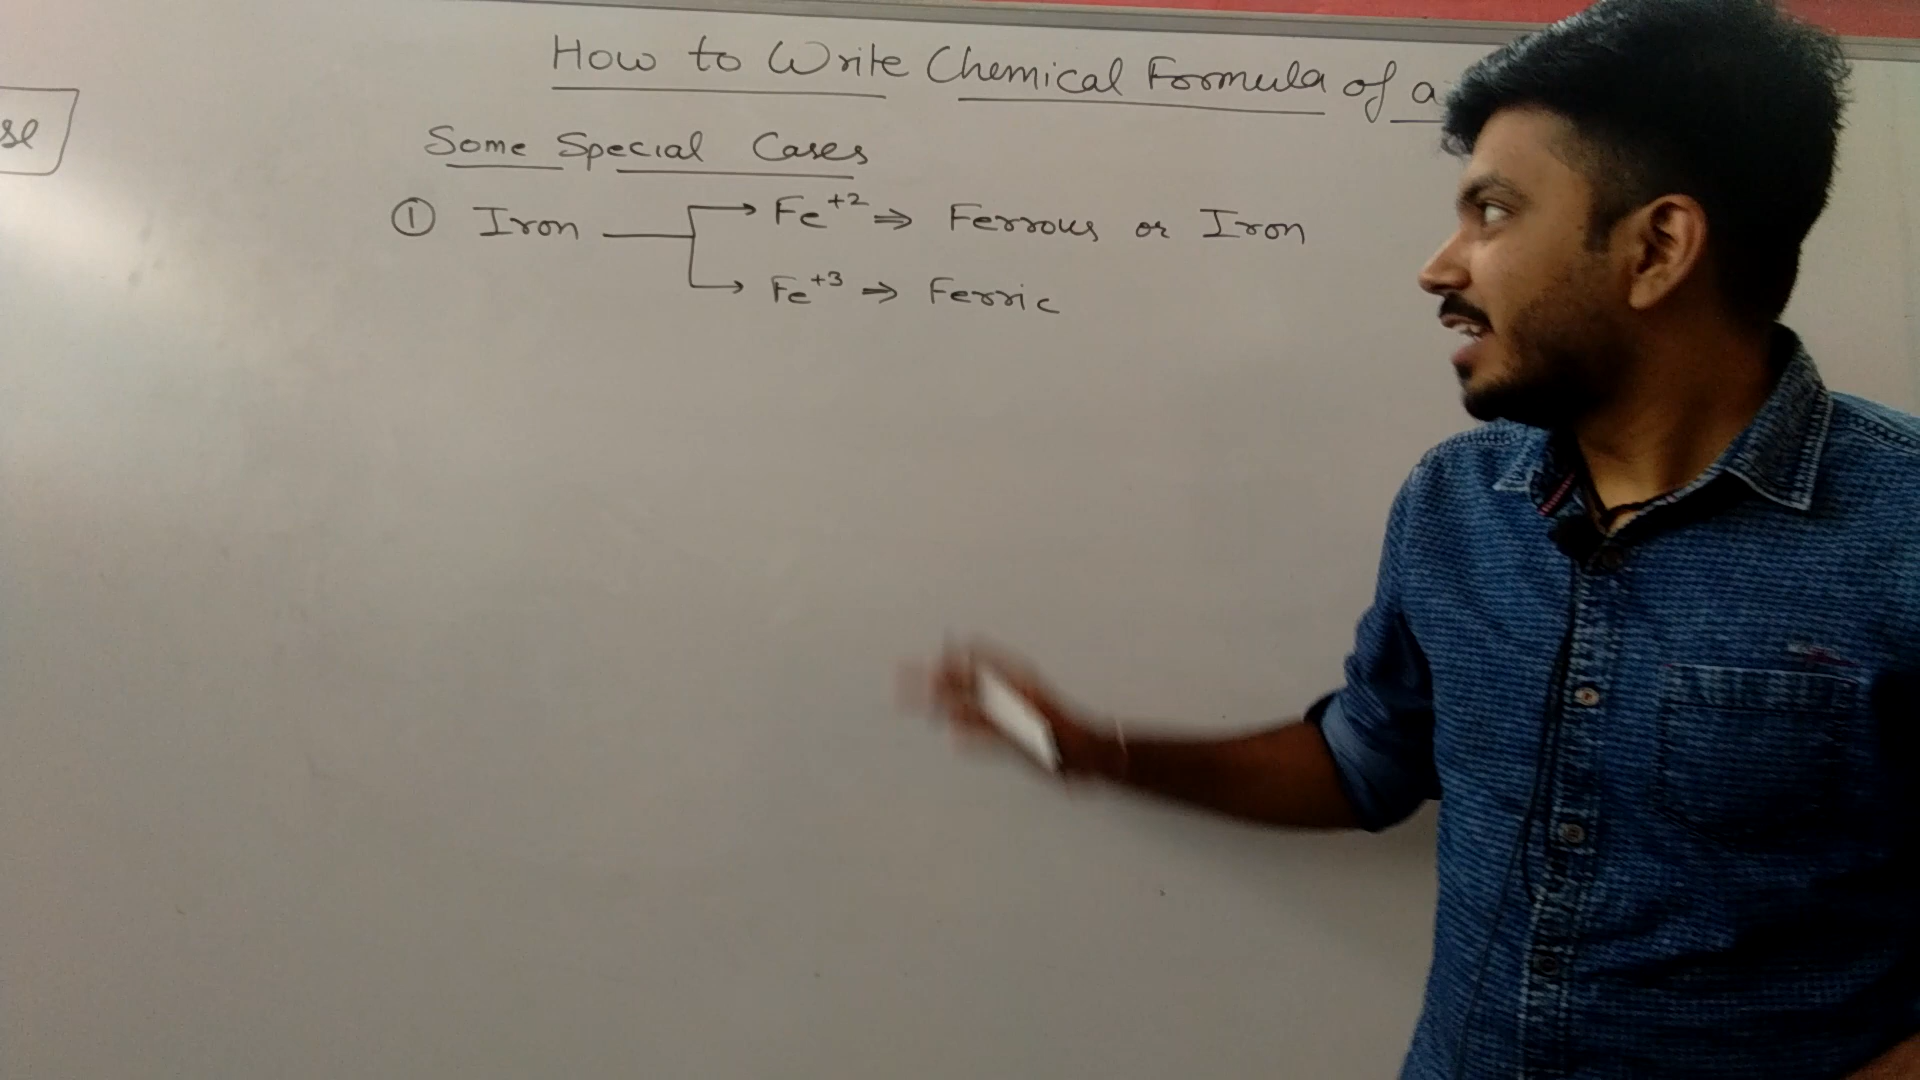 How to Write Chemical Formula of a
Some Special Cases
① Iron → Fe⁺² ⇒ Ferrous or Iron
→ Fe⁺³ ⇒ Ferric